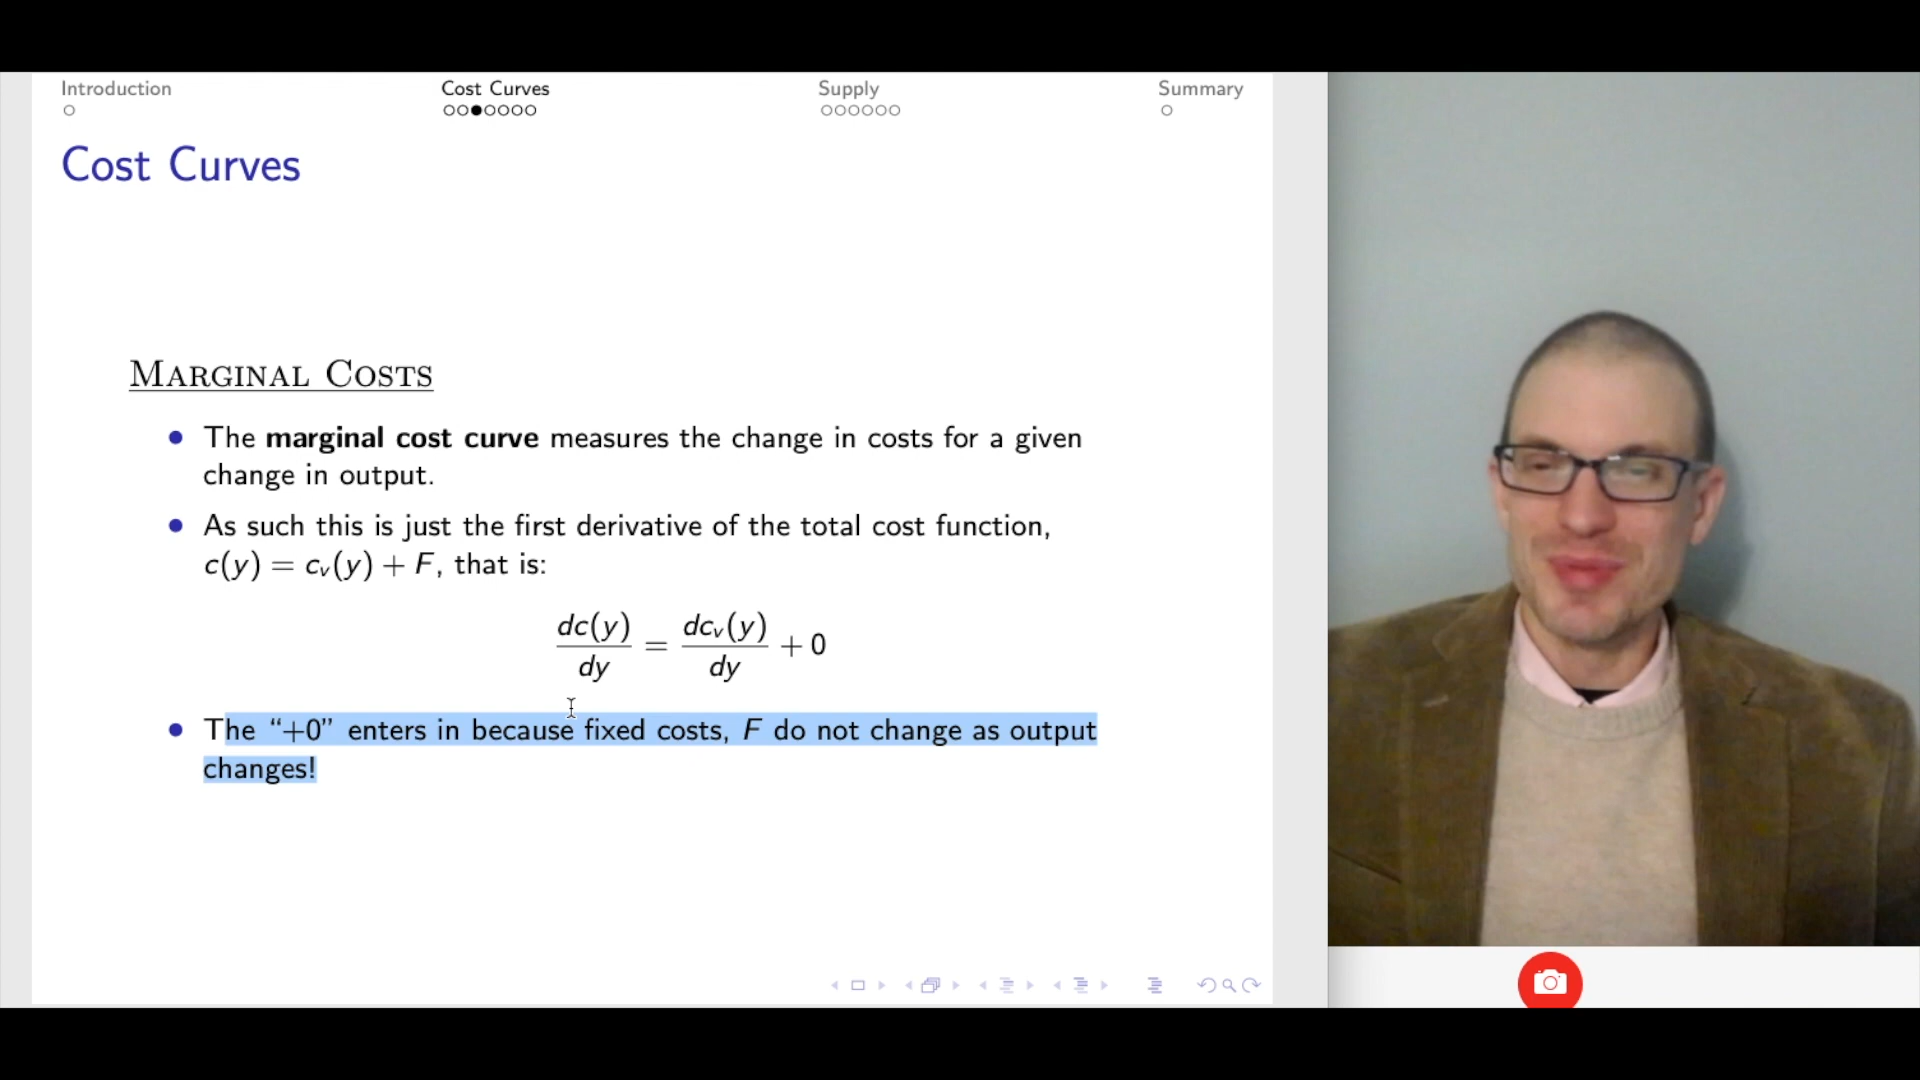 Introduction
Cost Curves
Supply
Summary
Cost Curves
Marginal Costs
The marginal cost curve measures the change in costs for a given
change in output.
As such this is just the first derivative of the total cost function,
c(y) = cᵥ(y) + F, that is:
dc(y)/dy = dcᵥ(y)/dy + 0
The “+0” enters in because fixed costs, F do not change as output
changes!